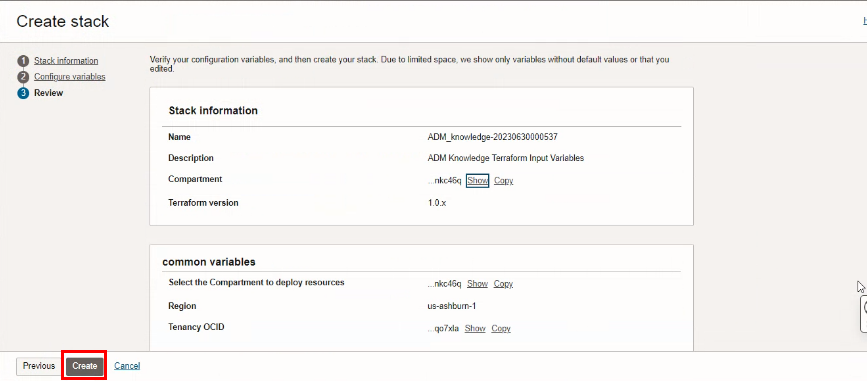 Create stack
1 Stack information
2 Configure variables
3 Review
Verify your configuration variables, and then create your stack. Due to limited space, we show only variables without default values or that you
edited.
Stack information
Name ADM_knowledge-20230630000537
Description ADM Knowledge Terraform Input Variables
Compartment ...nkc46q Show Copy
Terraform version 1.0.x
common variables
Select the Compartment to deploy resources ...nkc46q Show Copy
Region us-ashburn-1
Tenancy OCID ...qo7xla Show Copy
Previous Create Cancel